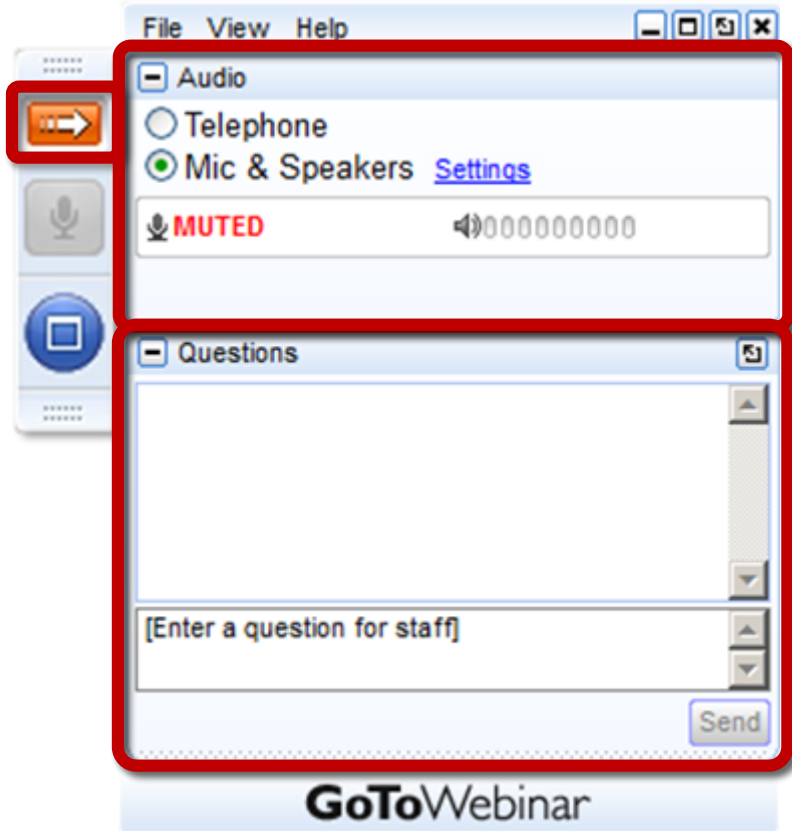 File View Help
Audio
Telephone
Mic & Speakers Settings
MUTED
Questions
[Enter a question for staff]
Send
GoToWebinar